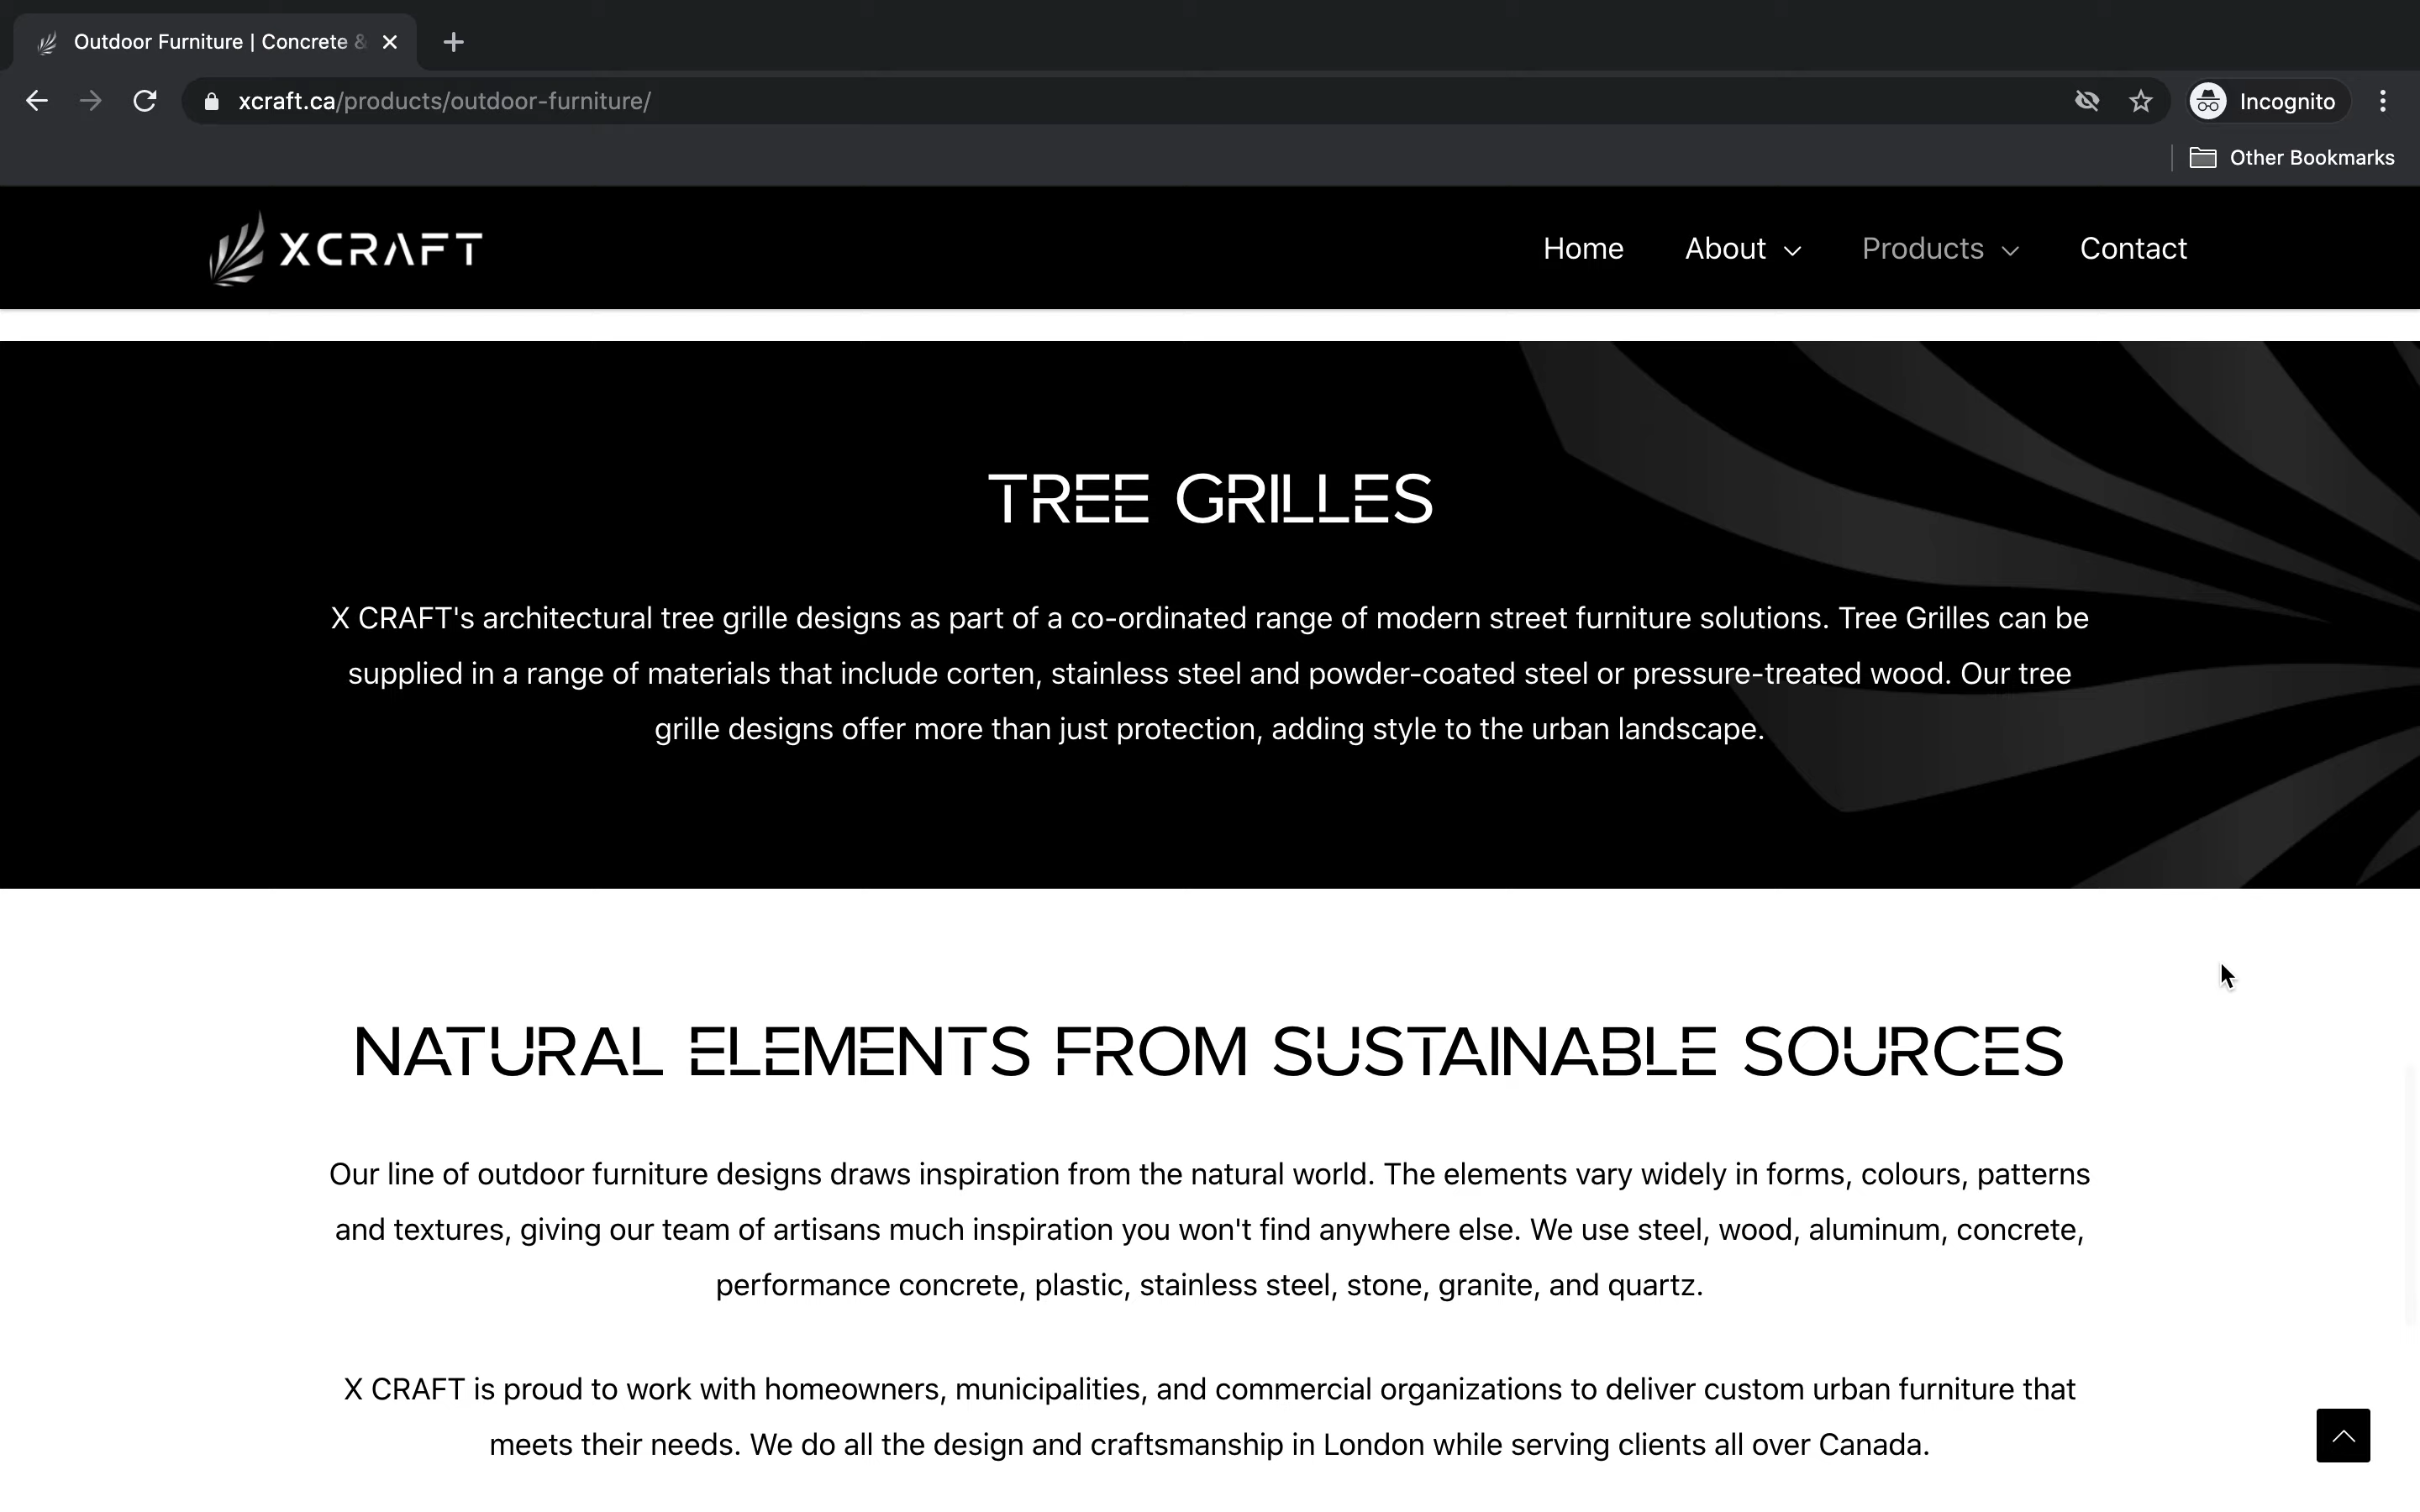 Outdoor Furniture | Concrete &
xcraft.ca/products/outdoor-furniture/
Incognito
Other Bookmarks
XCRAFT
Home About Products Contact
TREE GRILLES
X CRAFT's architectural tree grille designs as part of a co-ordinated range of modern street furniture solutions. Tree Grilles can be
supplied in a range of materials that include corten, stainless steel and powder-coated steel or pressure-treated wood. Our tree
grille designs offer more than just protection, adding style to the urban landscape.
NATURAL ELEMENTS FROM SUSTAINABLE SOURCES
Our line of outdoor furniture designs draws inspiration from the natural world. The elements vary widely in forms, colours, patterns
and textures, giving our team of artisans much inspiration you won't find anywhere else. We use steel, wood, aluminum, concrete,
performance concrete, plastic, stainless steel, stone, granite, and quartz.
X CRAFT is proud to work with homeowners, municipalities, and commercial organizations to deliver custom urban furniture that
meets their needs. We do all the design and craftsmanship in London while serving clients all over Canada.